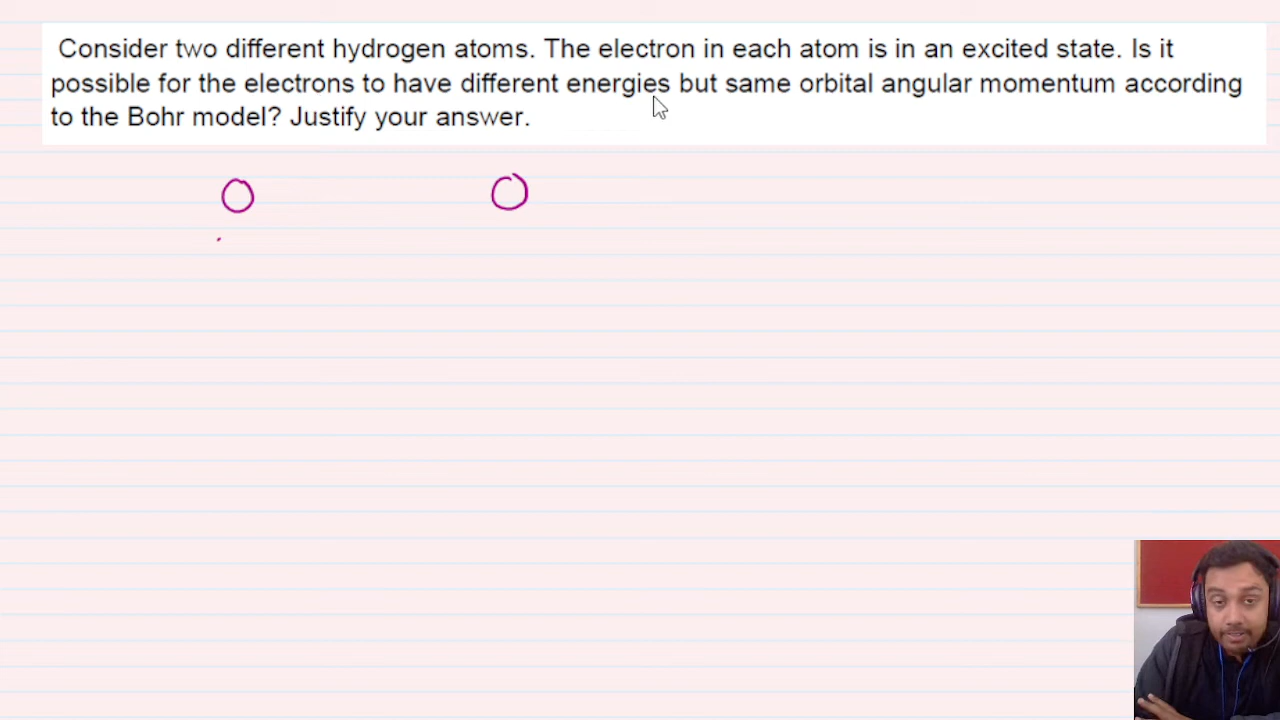 Consider two different hydrogen atoms. The electron in each atom is in an excited state. Is it
possible for the electrons to have different energies but same orbital angular momentum according
to the Bohr model? Justify your answer.